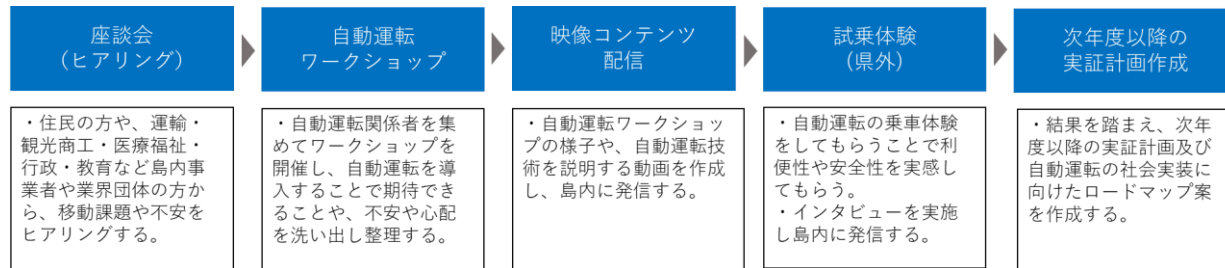 座談会
(ヒアリング)
・住民の方や、運輸・
観光商工・医療福祉・
行政・教育など島内事
業者や業界団体の方か
ら、移動課題や不安を
ヒアリングする。
自動運転
ワークショップ
・自動運転関係者を集
めてワークショップを
開催し、自動運転を導
入することで期待でき
ることや、不安や心配
を洗い出し整理する。
映像コンテンツ
配信
・自動運転ワークショッ
プの様子や、自動運転技
術を説明する動画を作成
し、島内に発信する。
試乗体験
(県外)
・自動運転の乗車体験
をしてもらうことで利
便性や安全性を実感し
てもらう。
・インタビューを実施
し島内に発信する。
次年度以降の
実証計画作成
・結果を踏まえ、次年
度以降の実証計画及び
自動運転の社会実装に
向けたロードマップ案
を作成する。